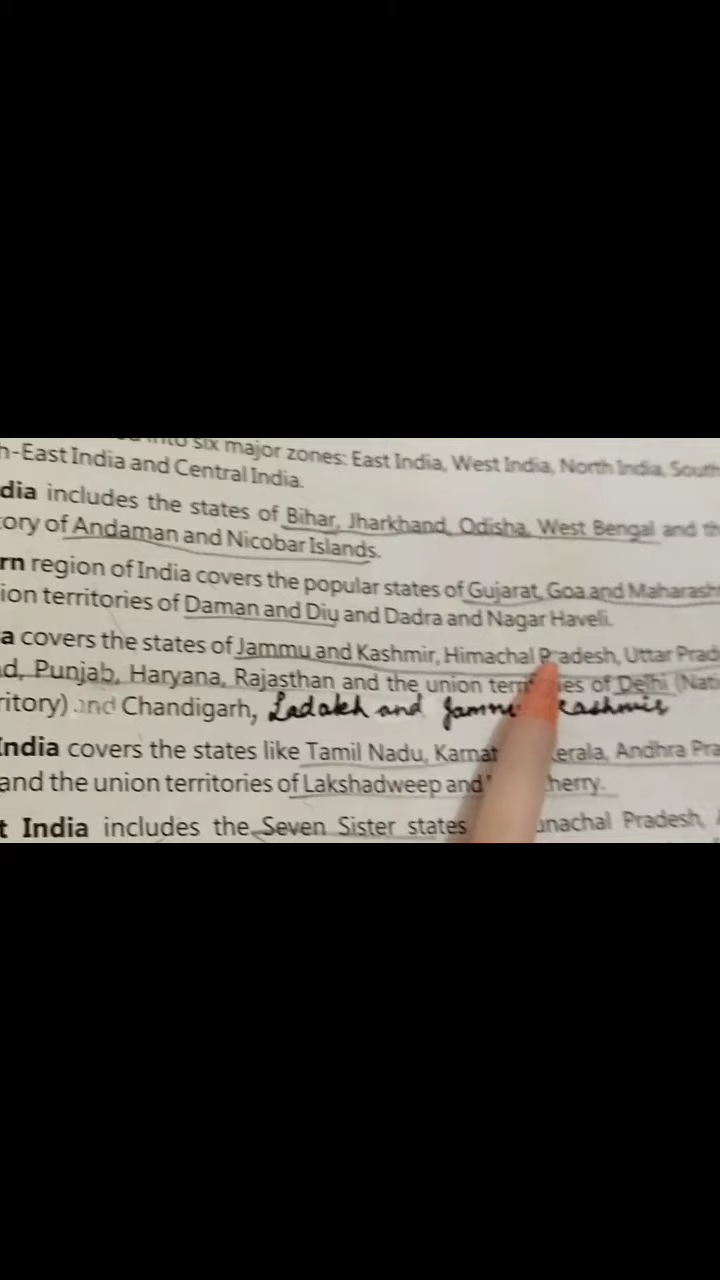 into six major zones: East India, West India, North India, South
h-East India and Central India.
dia includes the states of Bihar, Jharkhand, Odisha, West Bengal and th
ory of Andaman and Nicobar Islands.
rn region of India covers the popular states of Gujarat, Goa and Maharash
ion territories of Daman and Diu and Dadra and Nagar Haveli.
a covers the states of Jammu and Kashmir, Himachal Pradesh, Uttar Prad
d, Punjab, Haryana, Rajasthan and the union territories of Delhi (Nati
ritory) and Chandigarh, Ladakh and Jammu Kashmir
India covers the states like Tamil Nadu, Karnat erala, Andhra Pra
and the union territories of Lakshadweep and herry.
t India includes the Seven Sister states unachal Pradesh,